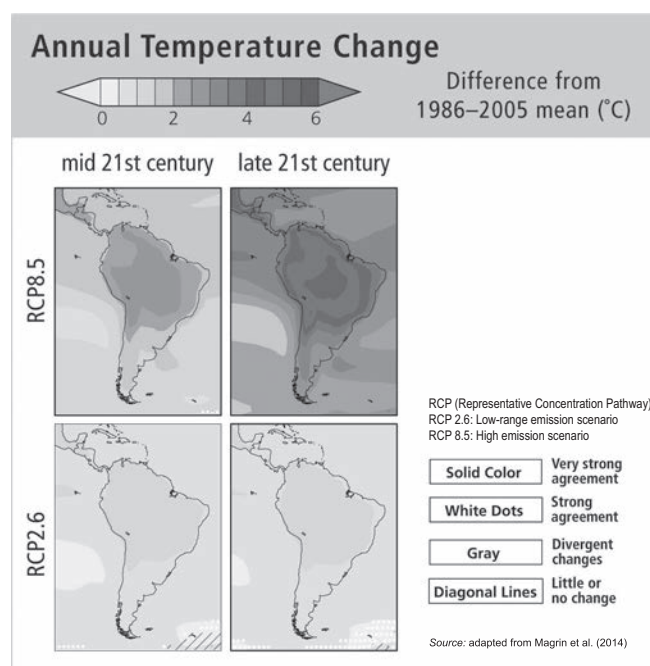 Annual Temperature Change
0 2 4 6
Difference from
1986–2005 mean (˚C)
mid 21st century late 21st century
RCP8.5
RCP2.6
RCP (Representative Concentration Pathway)
RCP 2.6: Low-range emission scenario
RCP 8.5: High emission scenario
Solid Color
Very strong
agreement
White Dots
Strong
agreement
Gray
Divergent
changes
Diagonal Lines
Little or
no change
Source: adapted from Magrin et al. (2014)